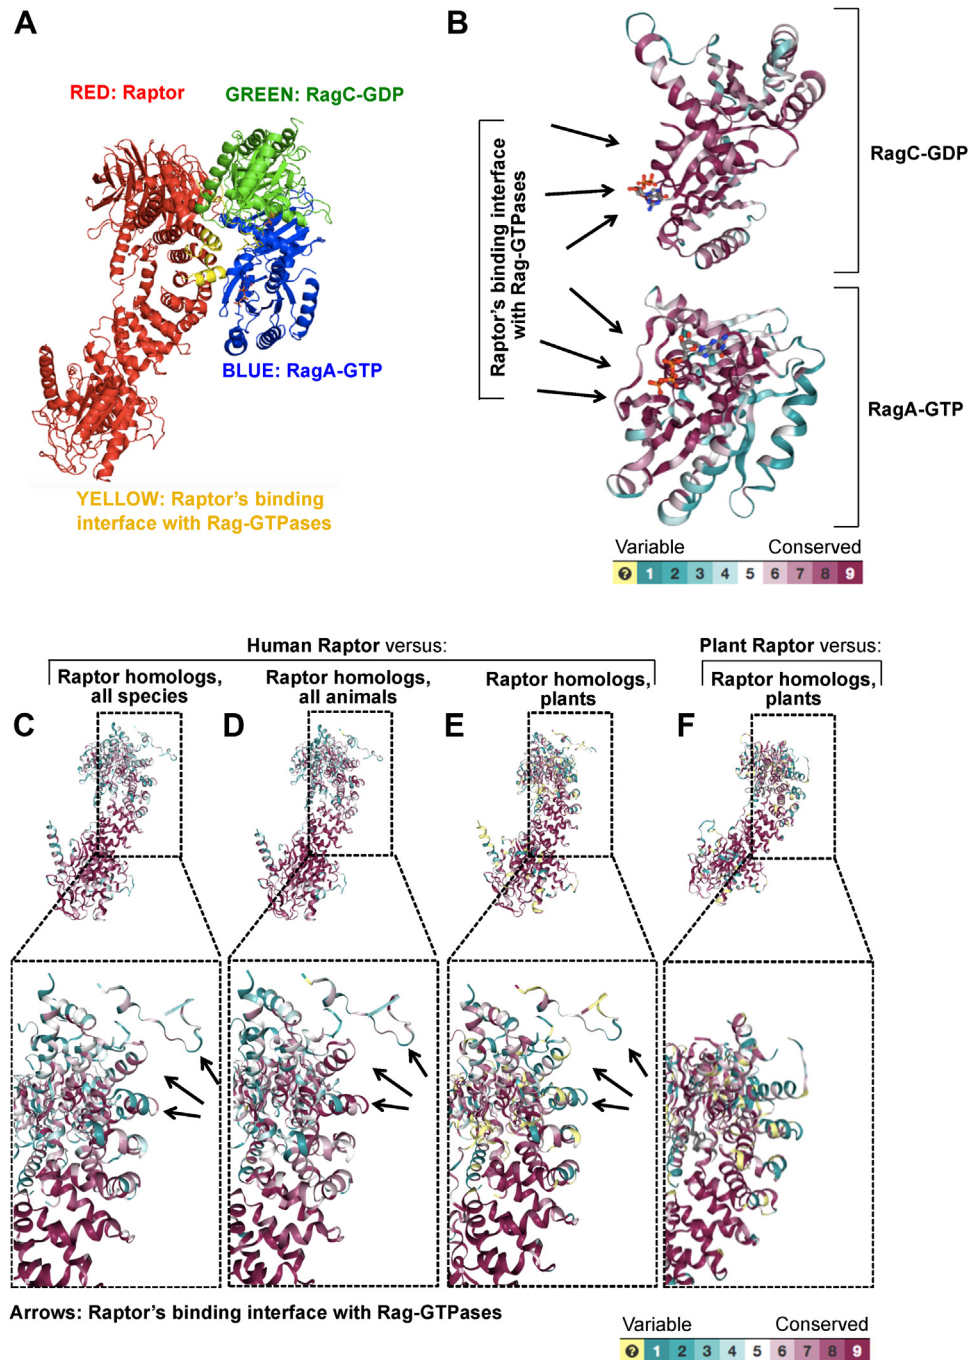 A
B
RED: Raptor
GREEN: RagC-GDP
BLUE: RagA-GTP
YELLOW: Raptor's binding
interface with Rag-GTPases
Raptor's binding interface
with Rag-GTPases
RagC-GDP
RagA-GTP
Variable Conserved
? 1 2 3 4 5 6 7 8 9
Human Raptor versus:
Plant Raptor versus:
Raptor homologs,
all species
Raptor homologs,
all animals
Raptor homologs,
plants
Raptor homologs,
plants
C
D
E
F
Arrows: Raptor's binding interface with Rag-GTPases
Variable Conserved
? 1 2 3 4 5 6 7 8 9